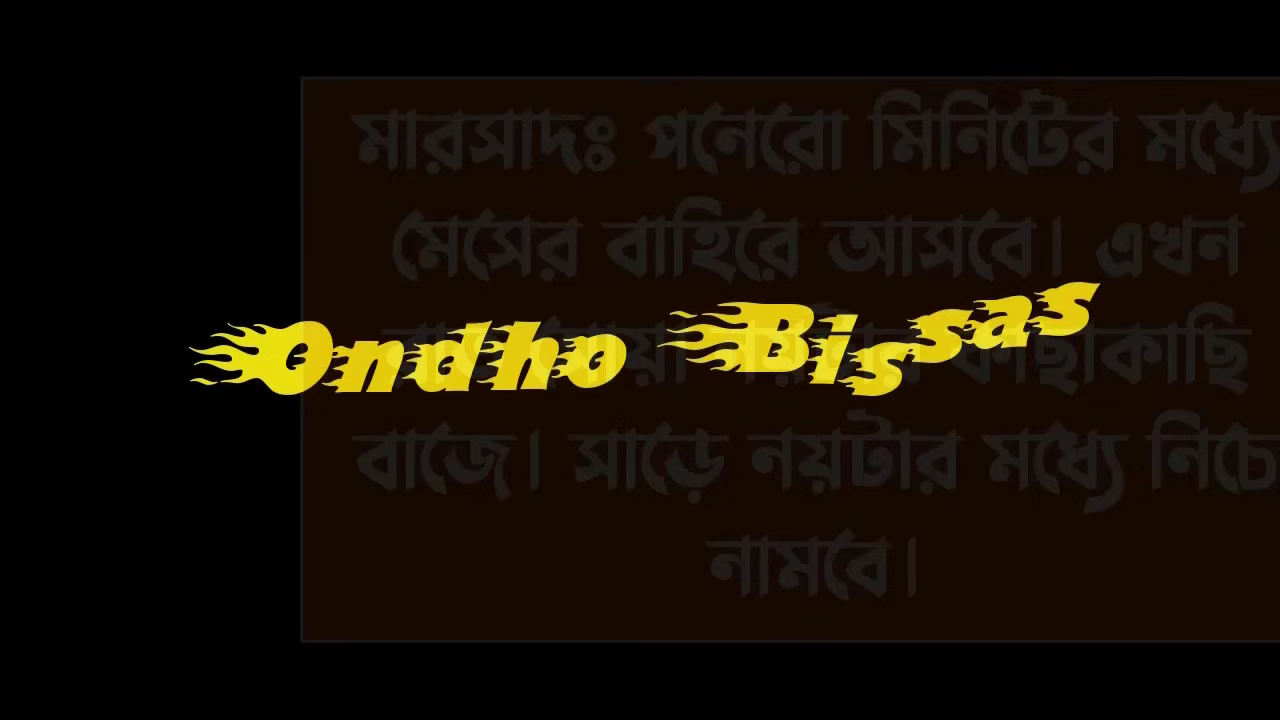 মারসাদঃ পনেরো মিনিটের মধ্যে
মেসের বাহিরে আসবে। এখন
Ondho Bissas
কাছাকাছি
বাজে। সাড়ে নয়টার মধ্যে নিচে
নামবে।